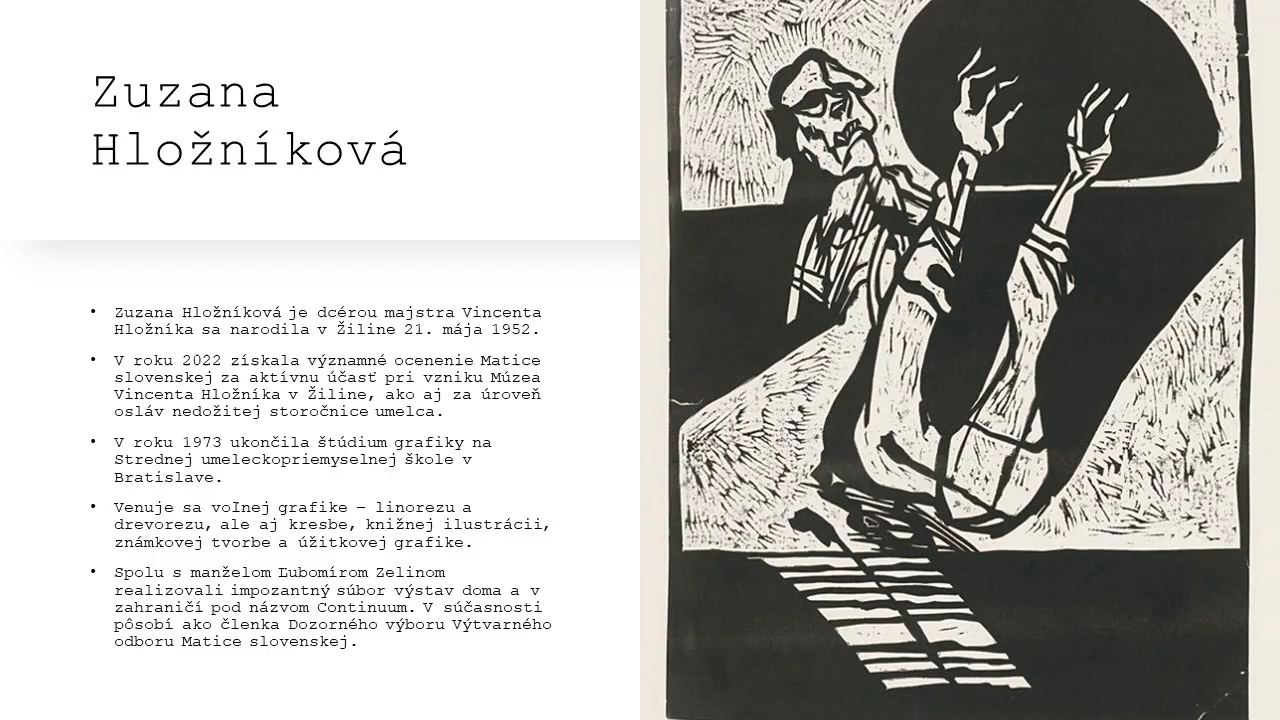 Zuzana
Hložníková
• Zuzana Hložníková je dcérou majstra Vincenta
Hložníka sa narodila v Žiline 21. mája 1952.
• V roku 2022 získala významné ocenenie Matice
slovenskej za aktívnu účasť pri vzniku Múzea
Vincenta Hložníka v Žiline, ako aj za úroveň
osláv nedožitej storočnice umelca.
• V roku 1973 ukončila štúdium grafiky na
Strednej umeleckopriemyselnej škole v
Bratislave.
• Venuje sa voľnej grafike – linorezu a
drevorezu, ale aj kresbe, knižnej ilustrácii,
známkovej tvorbe a úžitkovej grafike.
• Spolu s manželom Ľubomírom Zelinom
realizovali impozantný súbor výstav doma a v
zahraničí pod názvom Continuum. V súčasnosti
pôsobí ako členka Dozorného výboru Výtvarného
odboru Matice slovenskej.